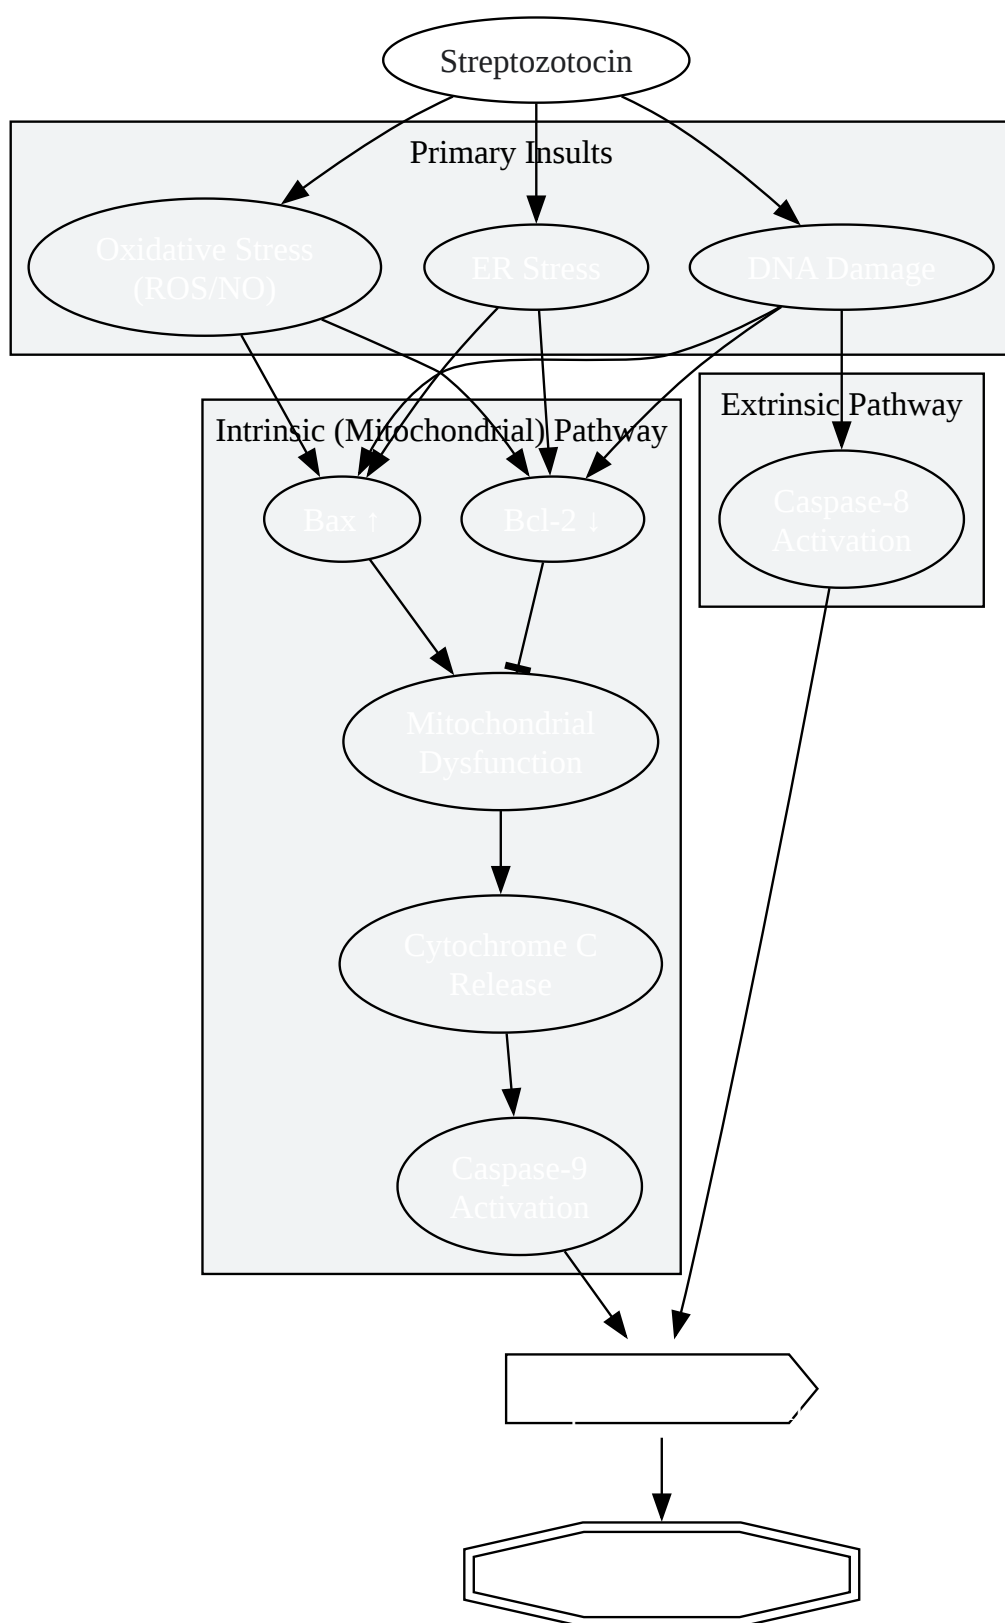 Streptozotocin
Primary Insults
Oxidative Stress
(ROS/NO)
ER Stress
DNA Damage
Extrinsic Pathway
Intrinsic (Mitochondrial) Pathway
Bax ↑
Bcl-2 ↓
Caspase-8
Activation
Mitochondrial
Dysfunction
Cytochrome C
Release
Caspase-9
Activation